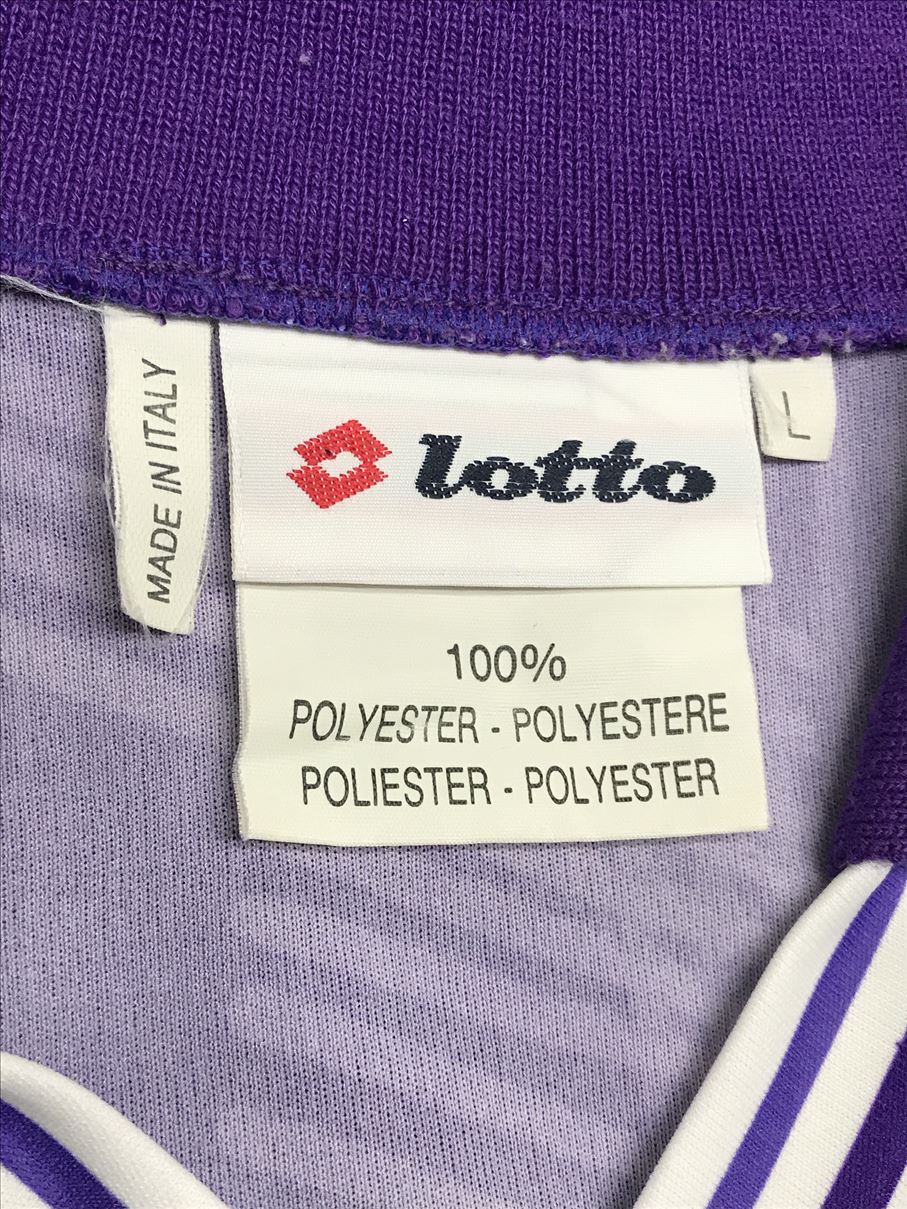 MADE IN ITALY
lotto
L
100%
POLYESTER - POLYESTERE
POLIESTER - POLYESTER